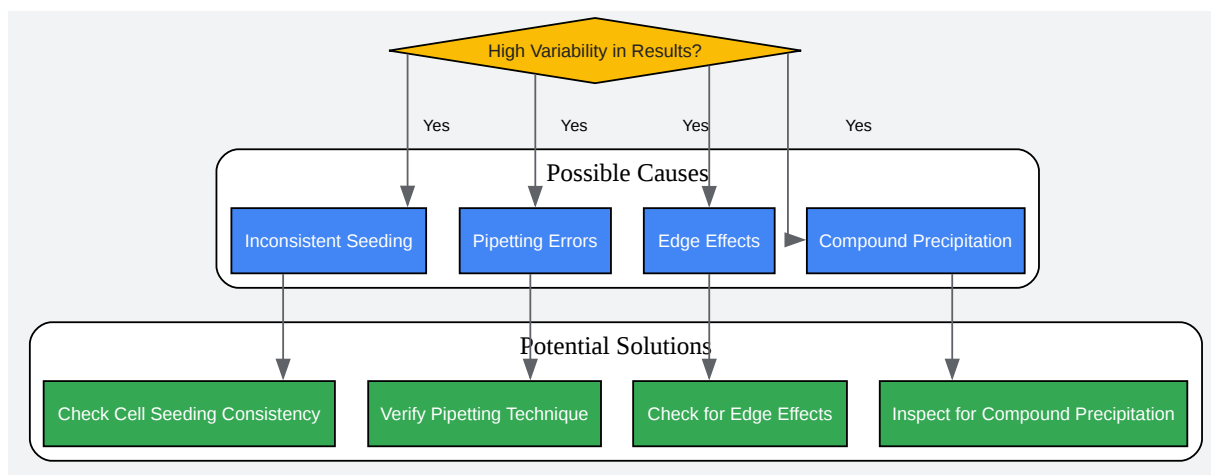 High Variability in Results?
Yes
Yes
Yes
Yes
Possible Causes
Inconsistent Seeding
Pipetting Errors
Edge Effects
Compound Precipitation
Potential Solutions
Check Cell Seeding Consistency
Verify Pipetting Technique
Check for Edge Effects
Inspect for Compound Precipitation